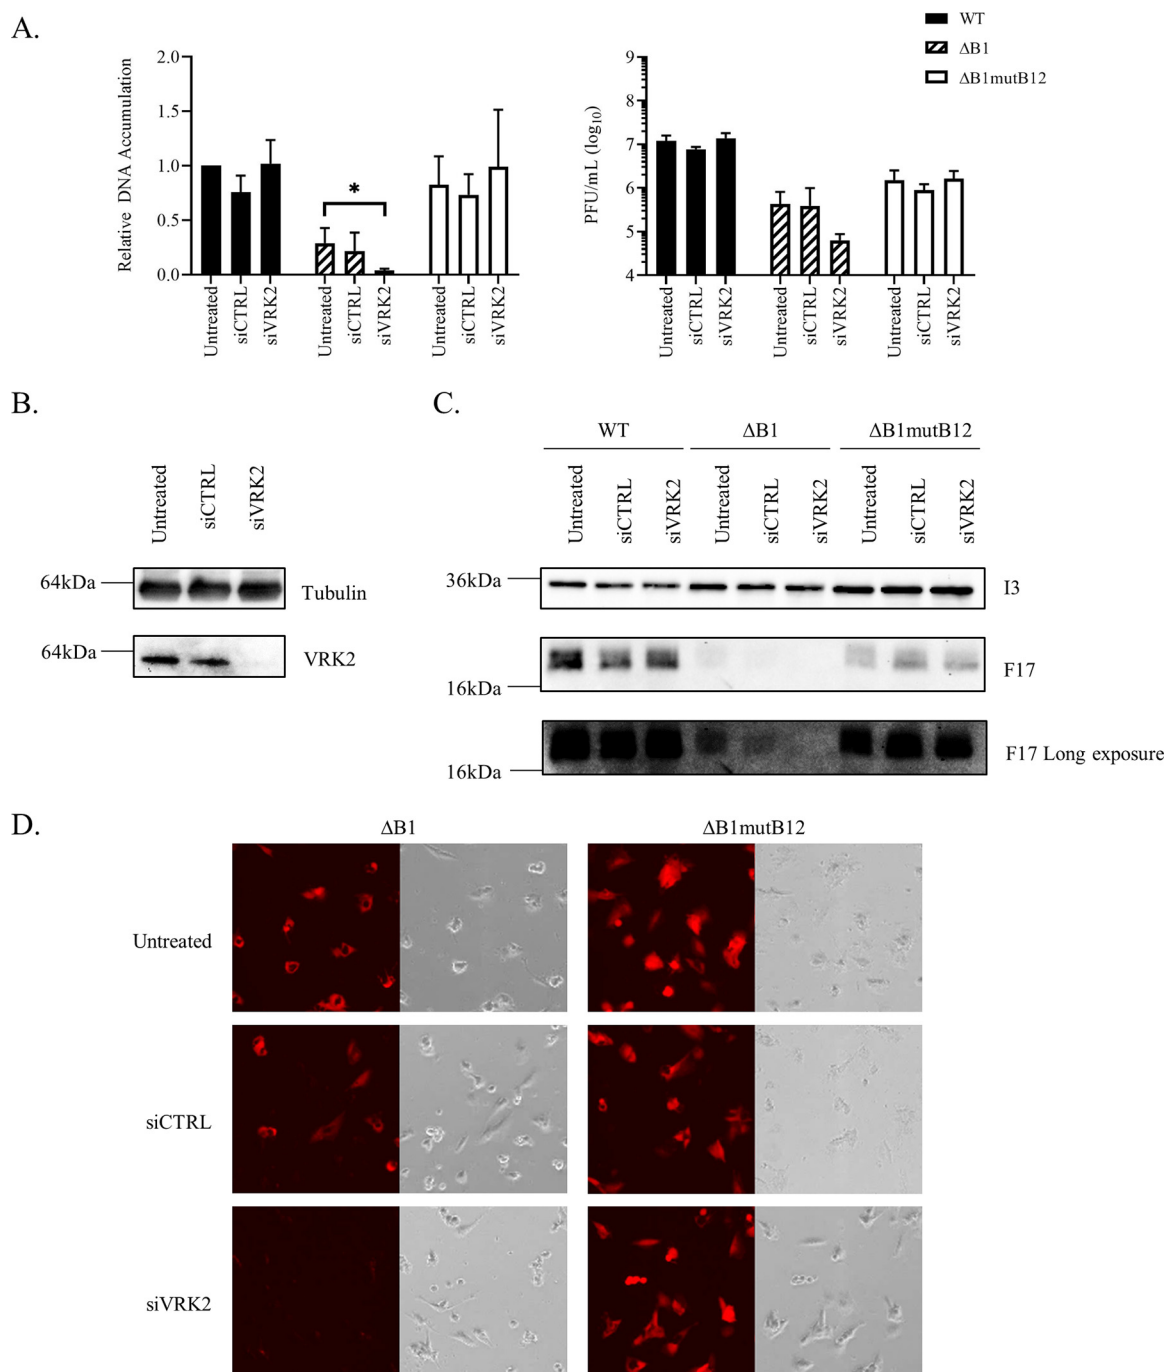 A.
WT
ΔB1
ΔB1mutB12
Relative DNA Accumulation
2.0
1.5
1.0
0.5
0.0
*
Untreated
siCTRL
siVRK2
Untreated
siCTRL
siVRK2
Untreated
siCTRL
siVRK2
PFU/mL (log10)
9
8
7
6
5
4
Untreated
siCTRL
siVRK2
Untreated
siCTRL
siVRK2
Untreated
siCTRL
siVRK2
B.
Untreated
siCTRL
siVRK2
64kDa
Tubulin
64kDa
VRK2
C.
WT ΔB1 ΔB1mutB12
Untreated
siCTRL
siVRK2
Untreated
siCTRL
siVRK2
Untreated
siCTRL
siVRK2
36kDa
I3
F17
16kDa
F17 Long exposure
16kDa
D.
ΔB1 ΔB1mutB12
Untreated
siCTRL
siVRK2